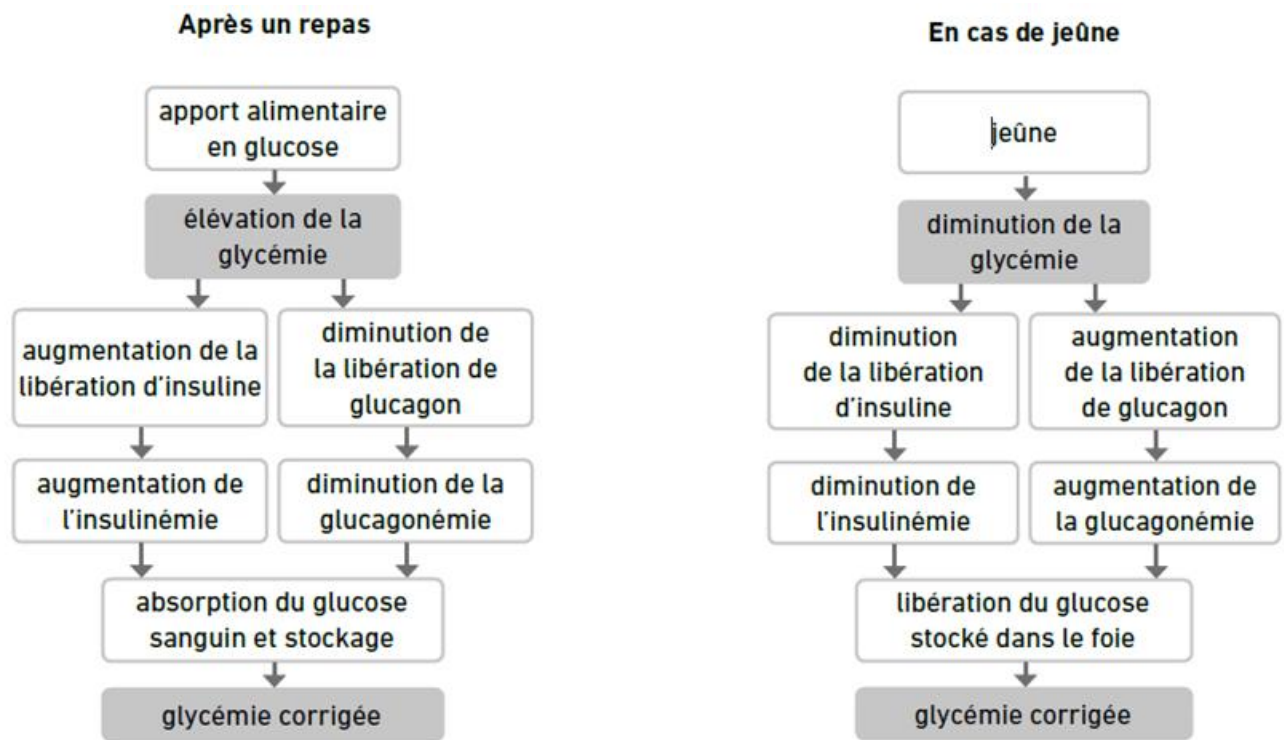 Après un repas
apport alimentaire
en glucose
élévation de la
glycémie
augmentation de la
libération d'insuline
diminution de
la libération de
glucagon
augmentation de
l'insulinémie
diminution de la
glucagonémie
absorption du glucose
sanguin et stockage
glycémie corrigée
En cas de jeûne
jeûne
diminution de la
glycémie
diminution
de la libération
d'insuline
augmentation
de la libération
de glucagon
diminution de
l'insulinémie
augmentation de
la glucagonémie
libération du glucose
stocké dans le foie
glycémie corrigée